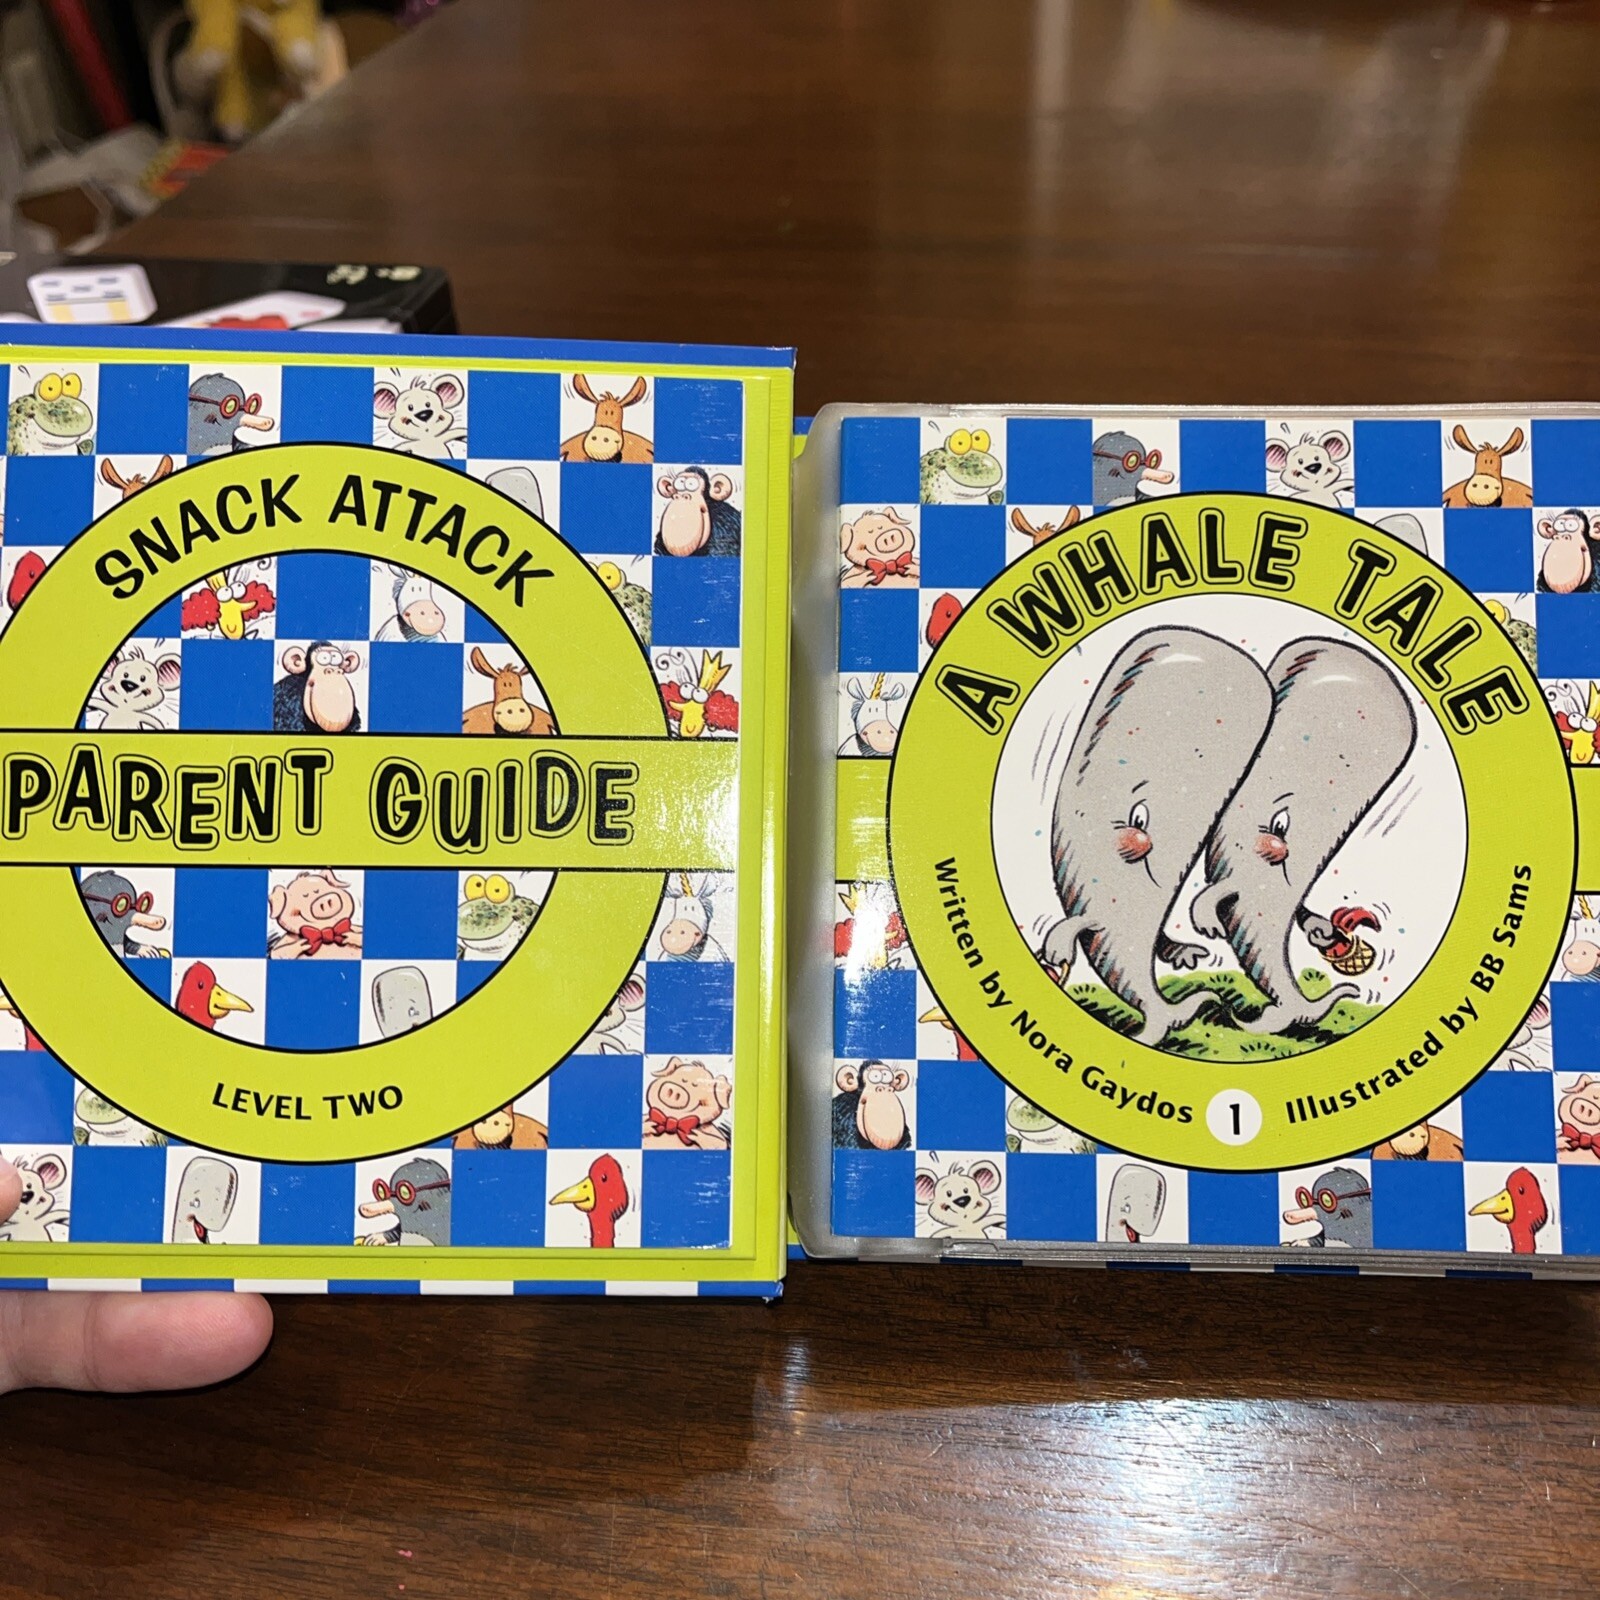 SNACK ATTACK
PARENT GUIDE
LEVEL TWO
A WHALE TALE
Written by Nora Gaydos
1
Illustrated by BB Sams